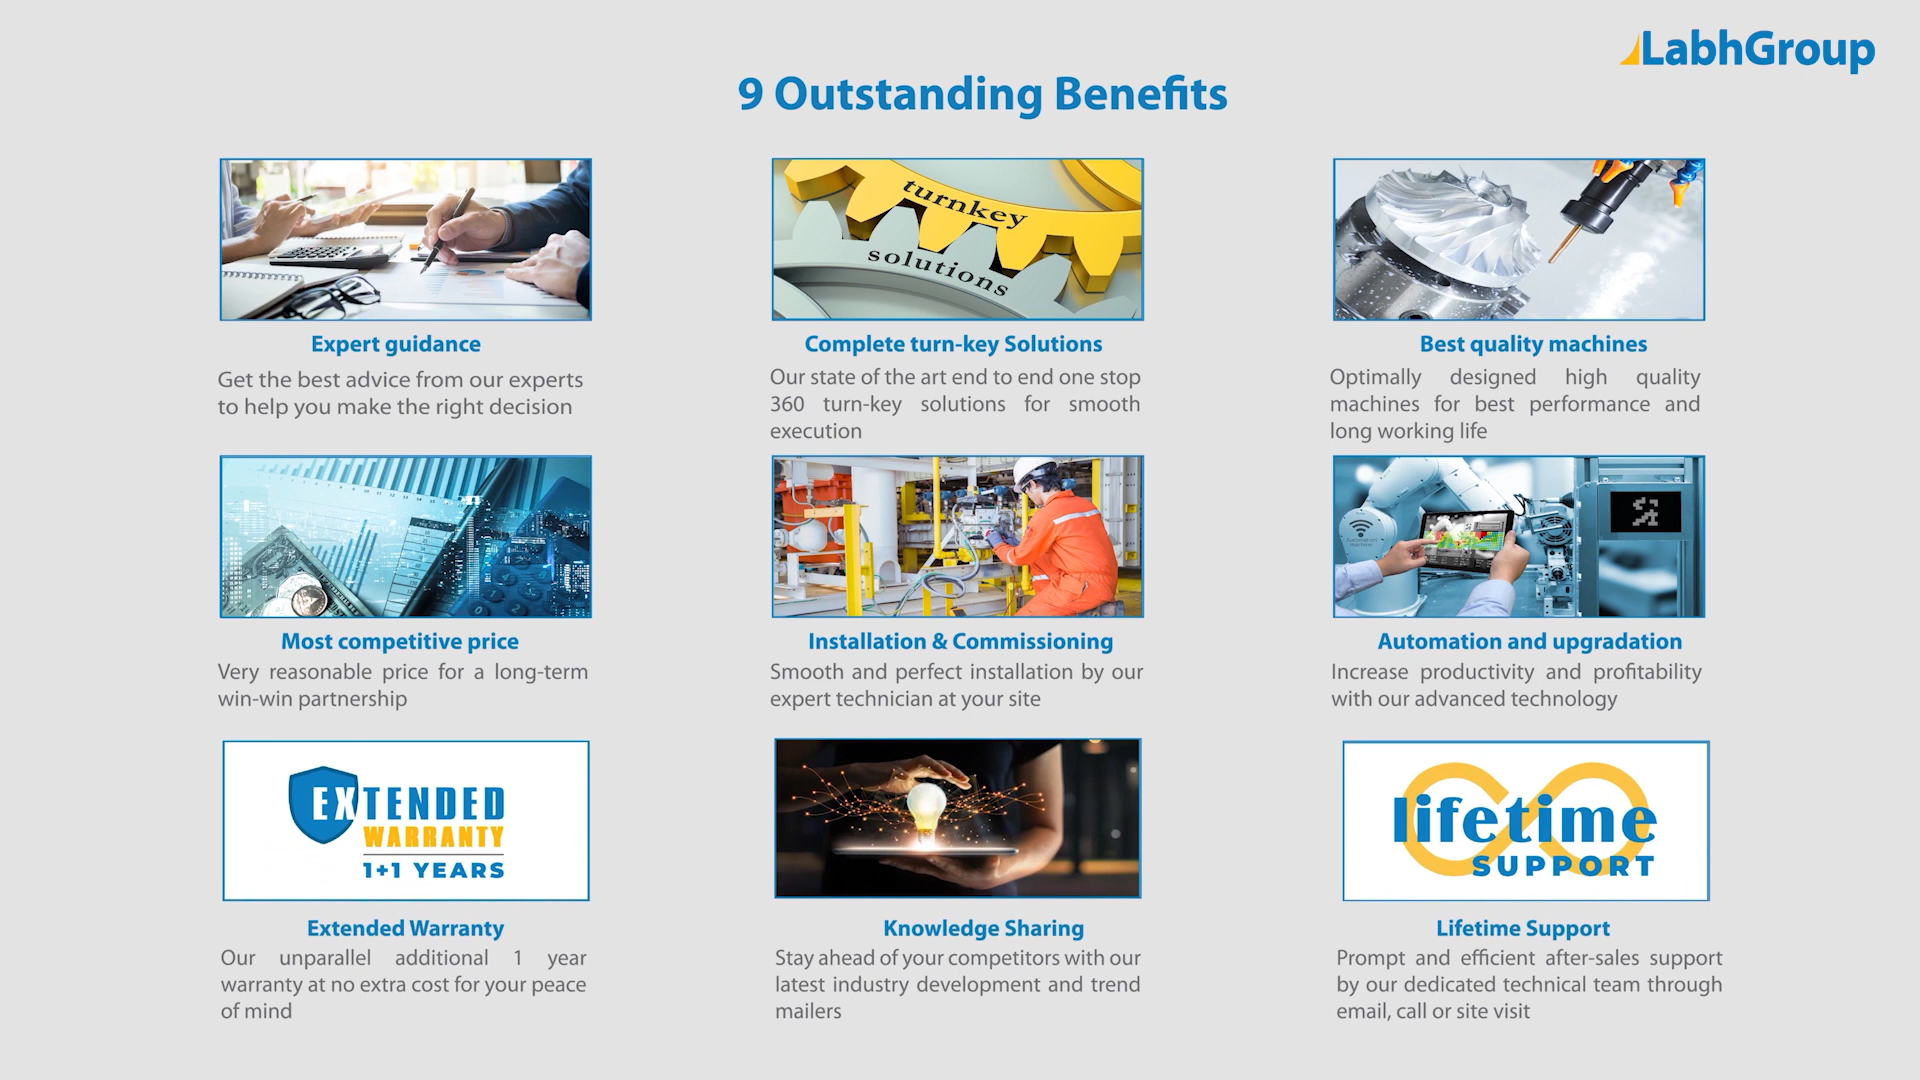 LabhGroup
9 Outstanding Benefits
turnkey
solutions
Expert guidance
Get the best advice from our experts
to help you make the right decision
Complete turn-key Solutions
Our state of the art end to end one stop
360 turn-key solutions for smooth
execution
Best quality machines
Optimally designed high quality
machines for best performance and
long working life
Most competitive price
Very reasonable price for a long-term
win-win partnership
Installation & Commissioning
Smooth and perfect installation by our
expert technician at your site
Automation and upgradation
Increase productivity and profitability
with our advanced technology
EXTENDED
WARRANTY
1+1 YEARS
lifetime
SUPPORT
Extended Warranty
Our unparallel additional 1 year
warranty at no extra cost for your peace
of mind
Knowledge Sharing
Stay ahead of your competitors with our
latest industry development and trend
mailers
Lifetime Support
Prompt and efficient after-sales support
by our dedicated technical team through
email, call or site visit